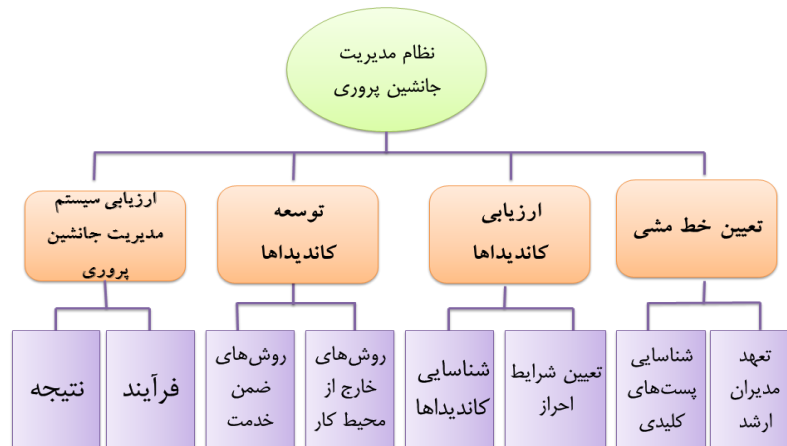 نظام مدیریت
جانشین پروری
تعیین خط مشی
ارزیابی
کاندیداها
توسعه
کاندیداها
ارزیابی سیستم
مدیریت جانشین
پروری
تعهد
مدیران
ارشد
شناسایی
پست‌های
کلیدی
تعیین شرایط
احراز
شناسایی
کاندیداها
روش‌های
خارج از
محیط کار
روش‌های
ضمن
خدمت
فرآیند
نتیجه